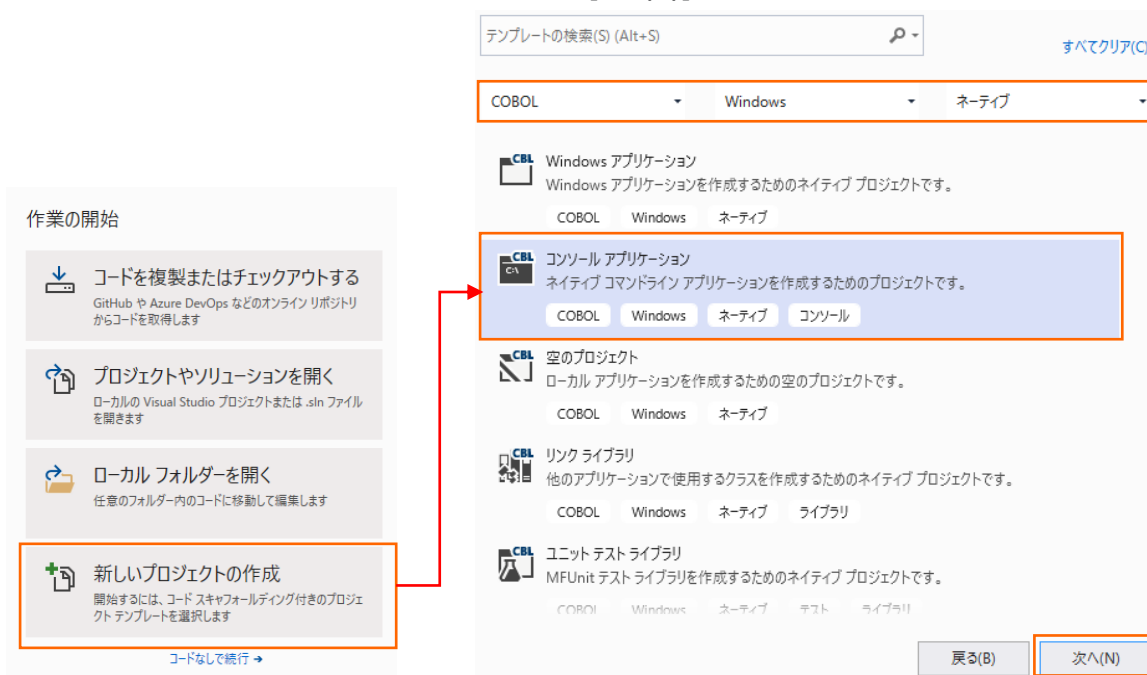 作業の開始
コードを複製またはチェックアウトする
GitHub や Azure DevOps などのオンライン リポジトリ
からコードを取得します
プロジェクトやソリューションを開く
ローカルの Visual Studio プロジェクトまたは .sln ファイル
を開きます
ローカル フォルダーを開く
任意のフォルダー内のコードに移動して編集します
新しいプロジェクトの作成
開始するには、コード スキャフォールディング付きのプロジェ
クト テンプレートを選択します
コードなしで続行 →
テンプレートの検索(S) (Alt+S)
すべてクリア(C)
COBOL Windows ネーティブ
CBL Windows アプリケーション
Windows アプリケーションを作成するためのネイティブ プロジェクトです。
COBOL Windows ネーティブ
CBL コンソール アプリケーション
C:\ ネイティブ コマンドライン アプリケーションを作成するためのプロジェクトです。
COBOL Windows ネーティブ コンソール
CBL 空のプロジェクト
ローカル アプリケーションを作成するための空のプロジェクトです。
COBOL Windows ネーティブ
CBL リンク ライブラリ
他のアプリケーションで使用するクラスを作成するためのネイティブ プロジェクトです。
COBOL Windows ネーティブ ライブラリ
CBL ユニット テスト ライブラリ
MFUnit テスト ライブラリを作成するためのネイティブ プロジェクトです。
COBOL Windows ネーティブ テスト ライブラリ
戻る(B) 次へ(N)